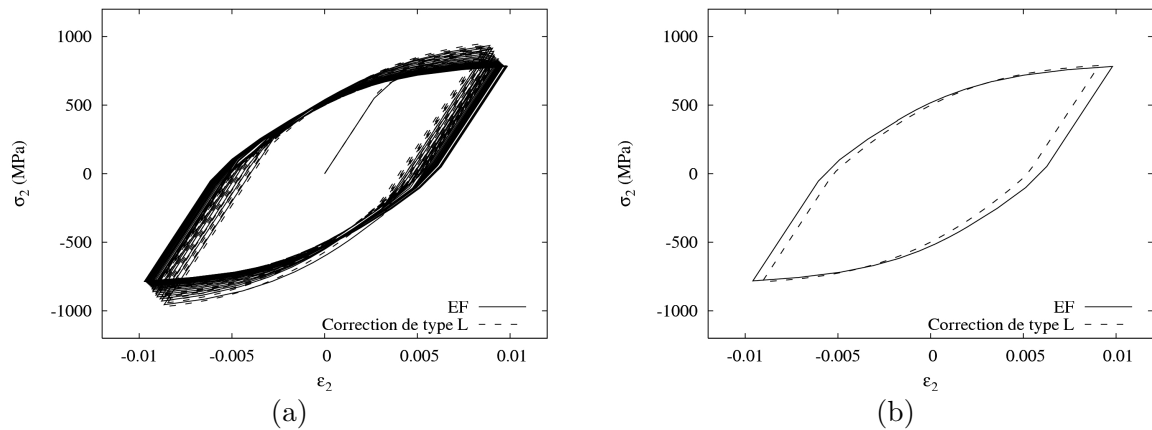 1000
500
0
-500
-1000
σ₂ (MPa)
-0.01 -0.005 0 0.005 0.01
ε₂
EF
Correction de type L
(a)
1000
500
0
-500
-1000
σ₂ (MPa)
-0.01 -0.005 0 0.005 0.01
ε₂
EF
Correction de type L
(b)